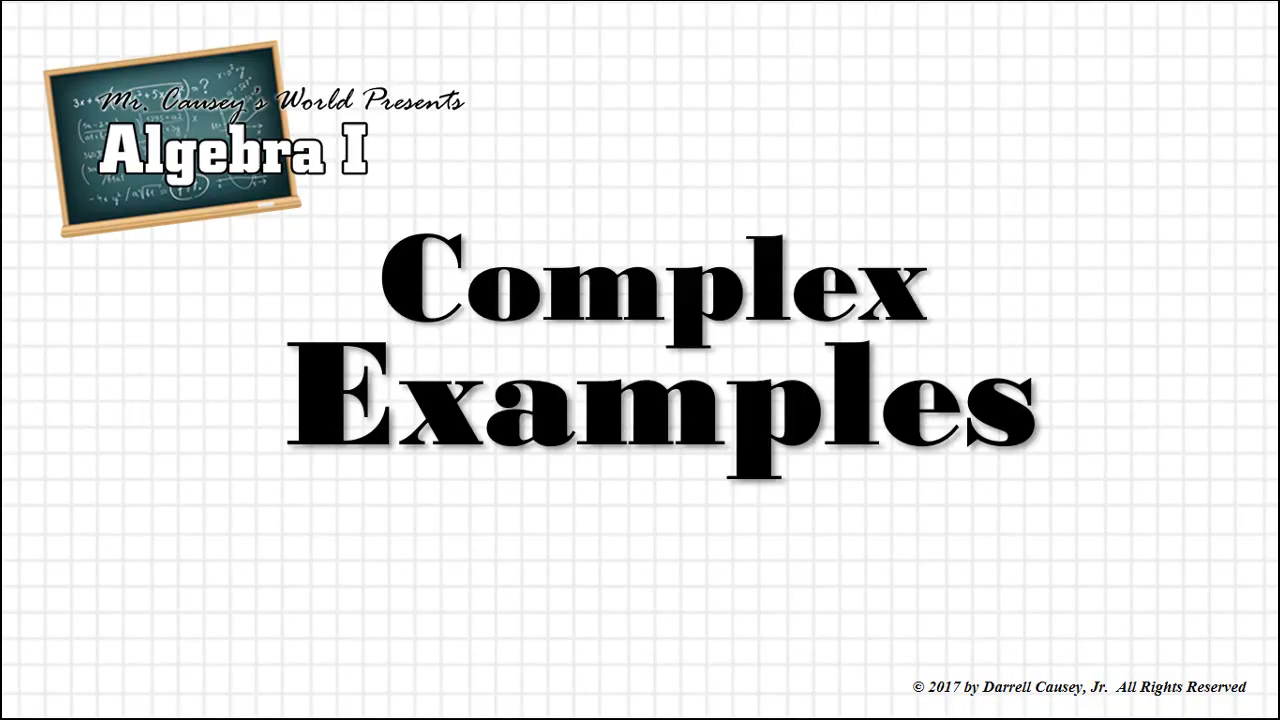 Mr. Causey's World Presents
Algebra I
Complex
Examples
© 2017 by Darrell Causey, Jr. All Rights Reserved